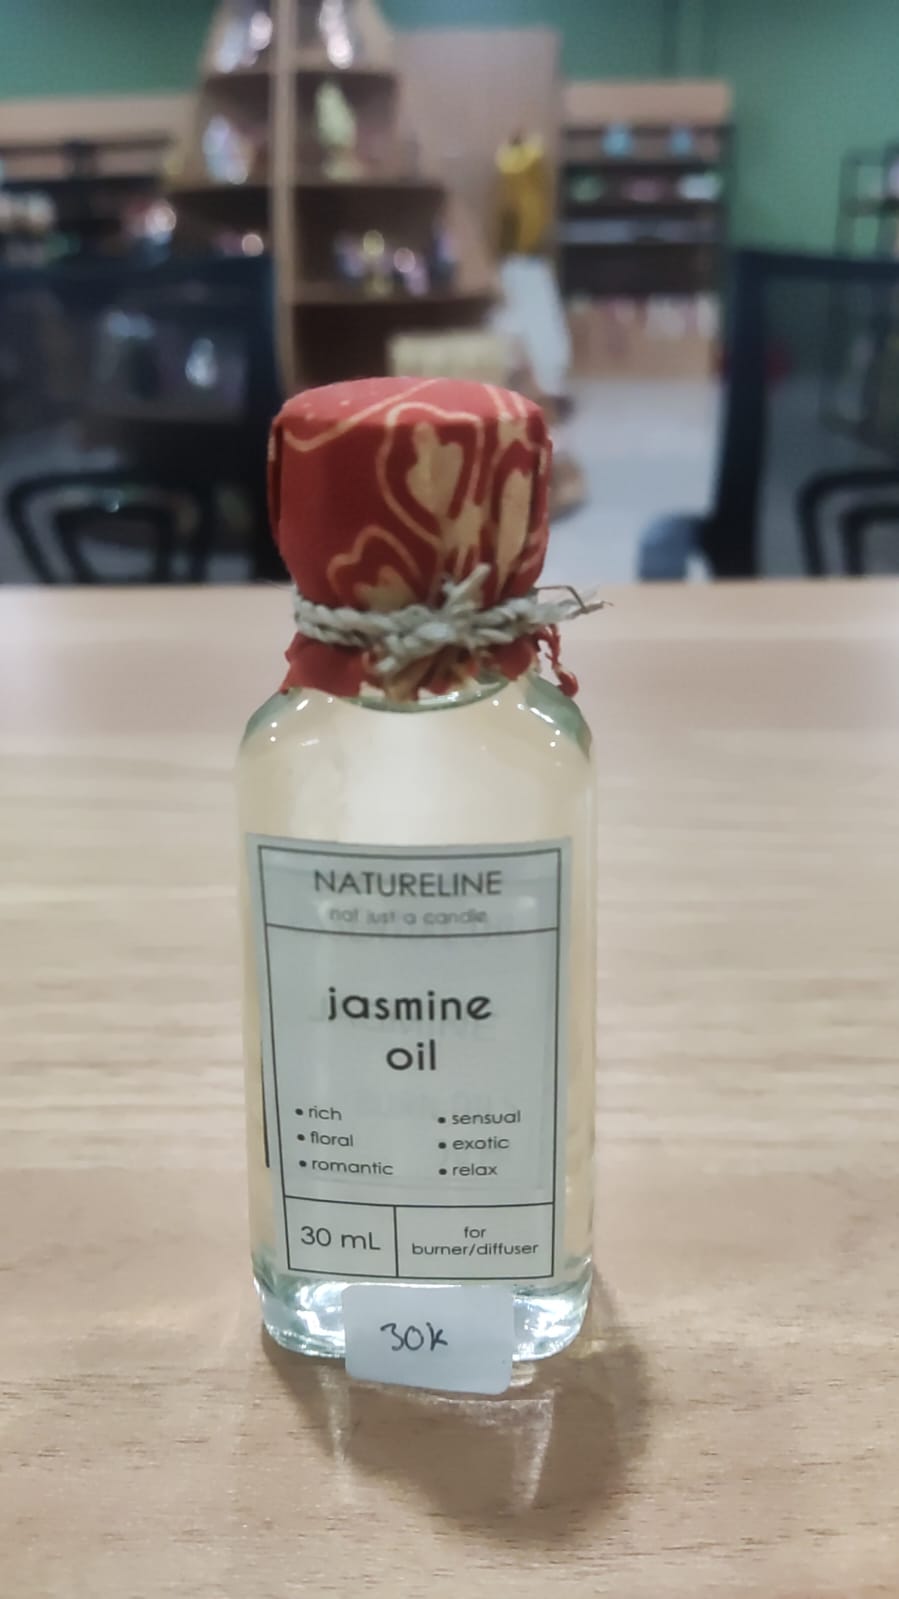 NATURELINE
not just a candle
jasmine
oil
• rich
• floral
• romantic
• sensual
• exotic
• relax
30 mL
for
burner/diffuser
30k